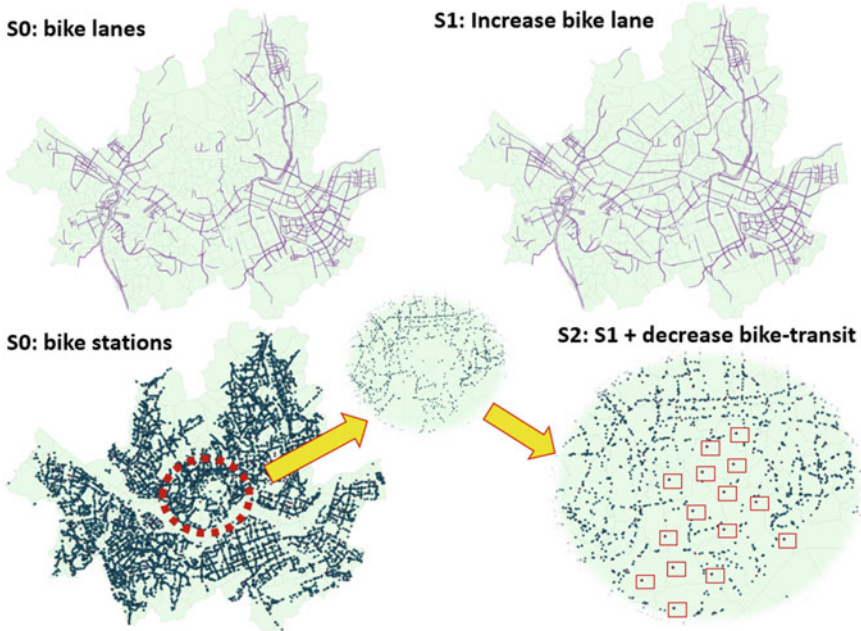 S0: bike lanes
S1: Increase bike lane
S0: bike stations
S2: S1 + decrease bike-transit